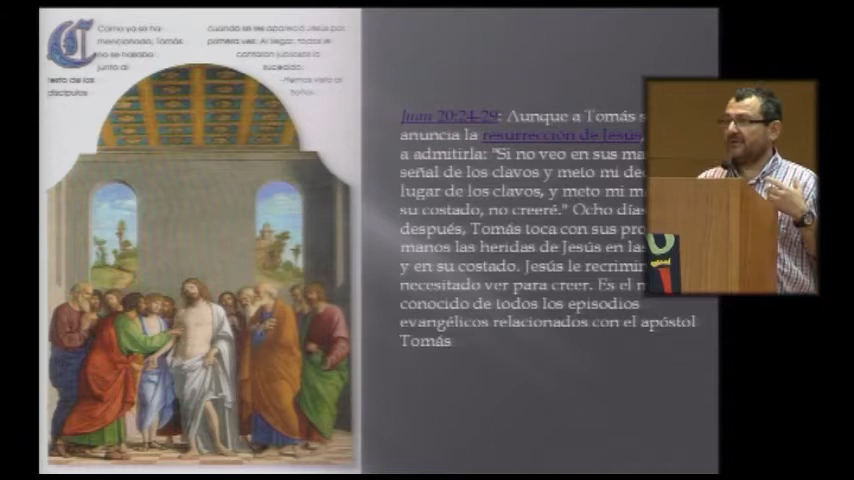 Como ya se ha
mencionado, Tomás
no se hallaba
junto al
resto de los
discípulos
cuando se les apareció Jesús por
primera vez. Al llegar, todos le
contaron jubilosos lo
sucedido.
–Hemos visto al
Señor.
Juan 20:24-29: Aunque a Tomás s
anuncia la resurrección de Jesús,
a admitirla: "Si no veo en sus ma
señal de los clavos y meto mi de
lugar de los clavos, y meto mi m
su costado, no creeré." Ocho días
después, Tomás toca con sus pro
manos las heridas de Jesús en las
y en su costado. Jesús le recrimin
necesitado ver para creer. Es el m
conocido de todos los episodios
evangélicos relacionados con el apóstol
Tomás